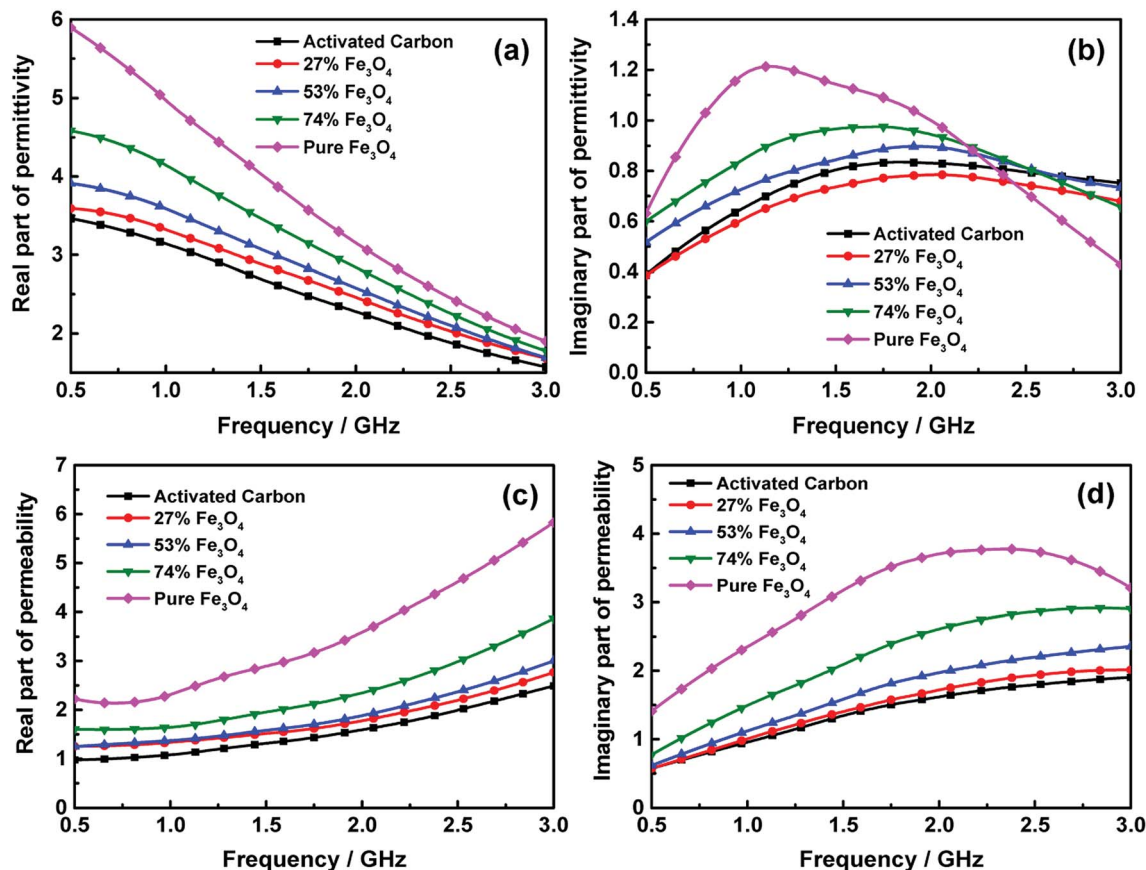 (a)
Real part of permittivity
6
5
4
3
2
Activated Carbon
27% Fe₃O₄
53% Fe₃O₄
74% Fe₃O₄
Pure Fe₃O₄
0.5 1.0 1.5 2.0 2.5 3.0
Frequency / GHz
(b)
Imaginary part of permittivity
1.4
1.2
1.0
0.8
0.6
0.4
0.2
0.0
Activated Carbon
27% Fe₃O₄
53% Fe₃O₄
74% Fe₃O₄
Pure Fe₃O₄
0.5 1.0 1.5 2.0 2.5 3.0
Frequency / GHz
(c)
Real part of permeability
7
6
5
4
3
2
1
0
Activated Carbon
27% Fe₃O₄
53% Fe₃O₄
74% Fe₃O₄
Pure Fe₃O₄
0.5 1.0 1.5 2.0 2.5 3.0
Frequency / GHz
(d)
Imaginary part of permeability
5
4
3
2
1
0
Activated Carbon
27% Fe₃O₄
53% Fe₃O₄
74% Fe₃O₄
Pure Fe₃O₄
0.5 1.0 1.5 2.0 2.5 3.0
Frequency / GHz